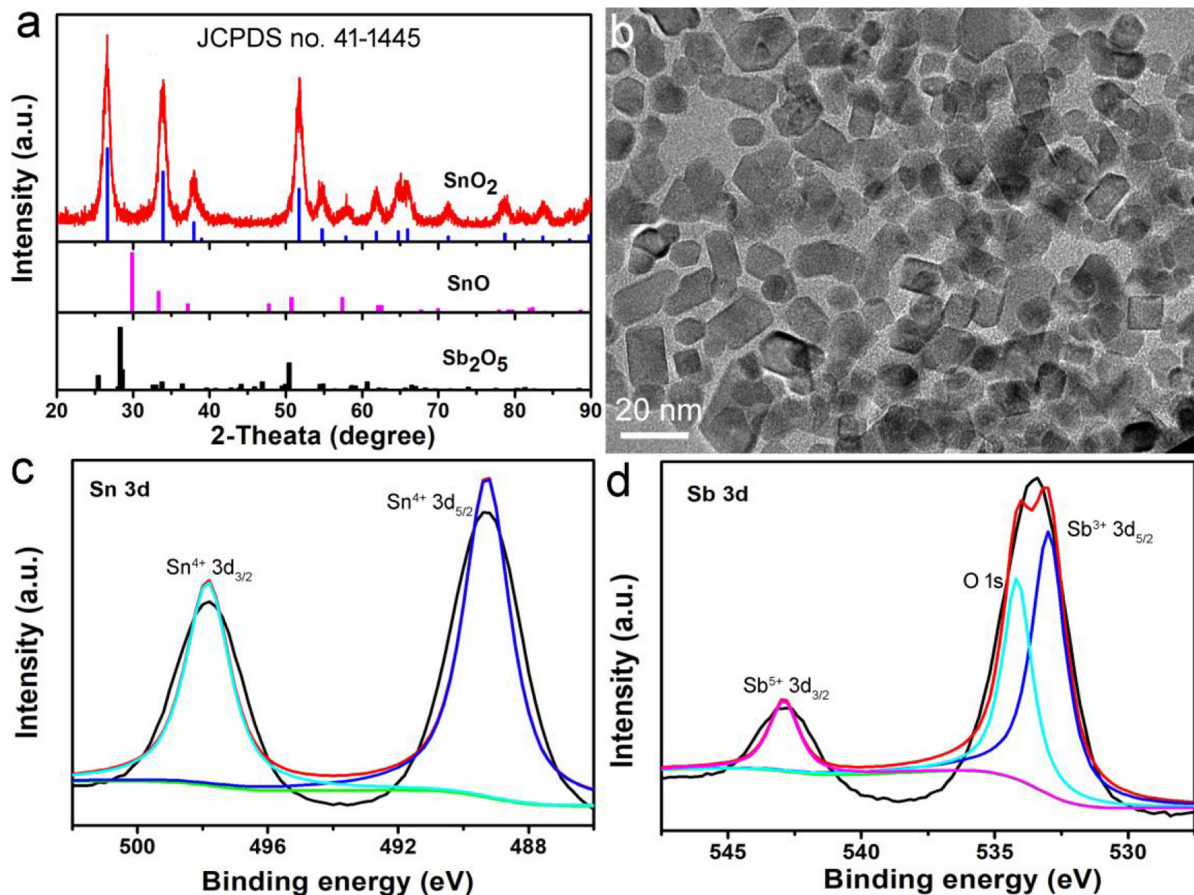 a
JCPDS no. 41-1445
SnO₂
SnO
Sb₂O₅
20 30 40 50 60 70 80 90
2-Theata (degree)
Intensity (a.u.)
b
20 nm
c
Sn 3d
Sn⁴⁺ 3d₅/₂
Sn⁴⁺ 3d₃/₂
500 496 492 488
Binding energy (eV)
Intensity (a.u.)
d
Sb 3d
Sb³⁺ 3d₅/₂
O 1s
Sb⁵⁺ 3d₃/₂
545 540 535 530
Binding energy (eV)
Intensity (a.u.)